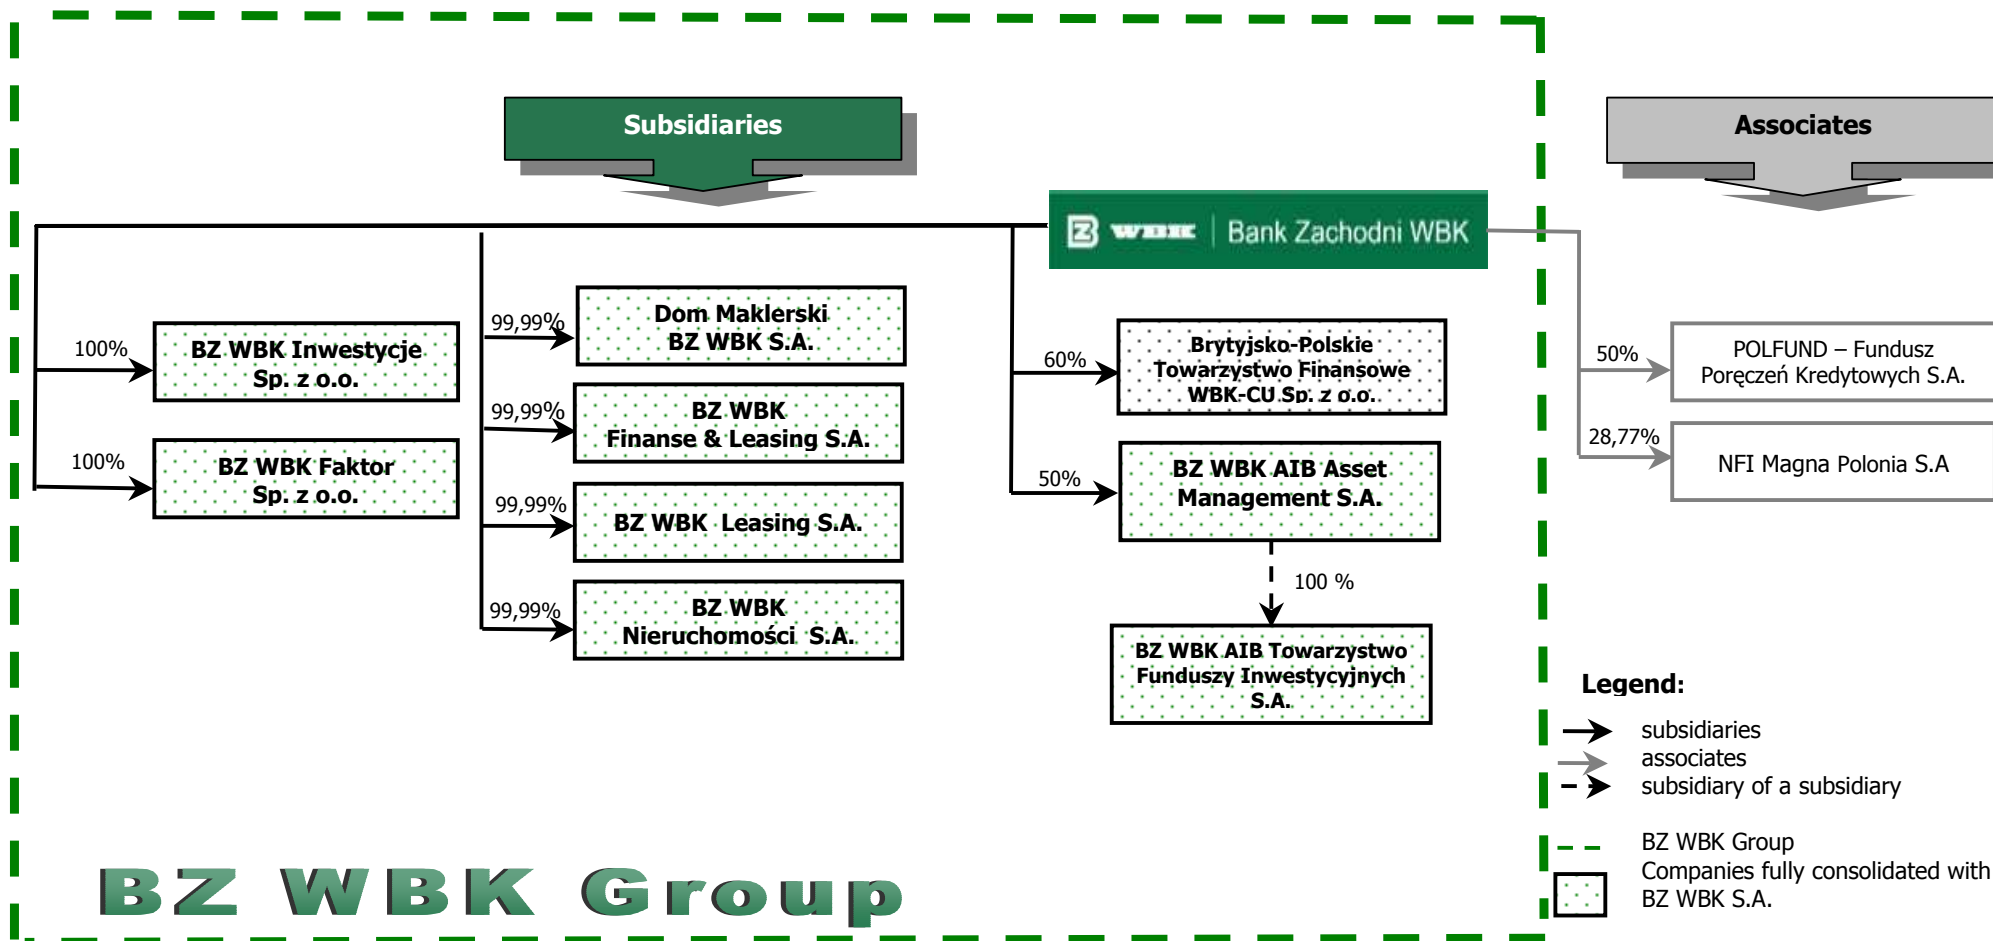 Subsidiaries
Associates
BZ WBK | Bank Zachodni WBK
100%
BZ WBK Inwestycje
Sp. z o.o.
100%
BZ WBK Faktor
Sp. z o.o.
99,99%
Dom Maklerski
BZ WBK S.A.
99,99%
BZ WBK
Finanse & Leasing S.A.
99,99%
BZ WBK Leasing S.A.
99,99%
BZ WBK
Nieruchomości S.A.
60%
Brytyjsko-Polskie
Towarzystwo Finansowe
WBK-CU Sp. z o.o.
50%
BZ WBK AIB Asset
Management S.A.
100 %
BZ WBK AIB Towarzystwo
Funduszy Inwestycyjnych
S.A.
50%
POLFUND – Fundusz
Poręczeń Kredytowych S.A.
28,77%
NFI Magna Polonia S.A
Legend:
subsidiaries
associates
subsidiary of a subsidiary
BZ WBK Group
Companies fully consolidated with
BZ WBK S.A.
BZ WBK Group